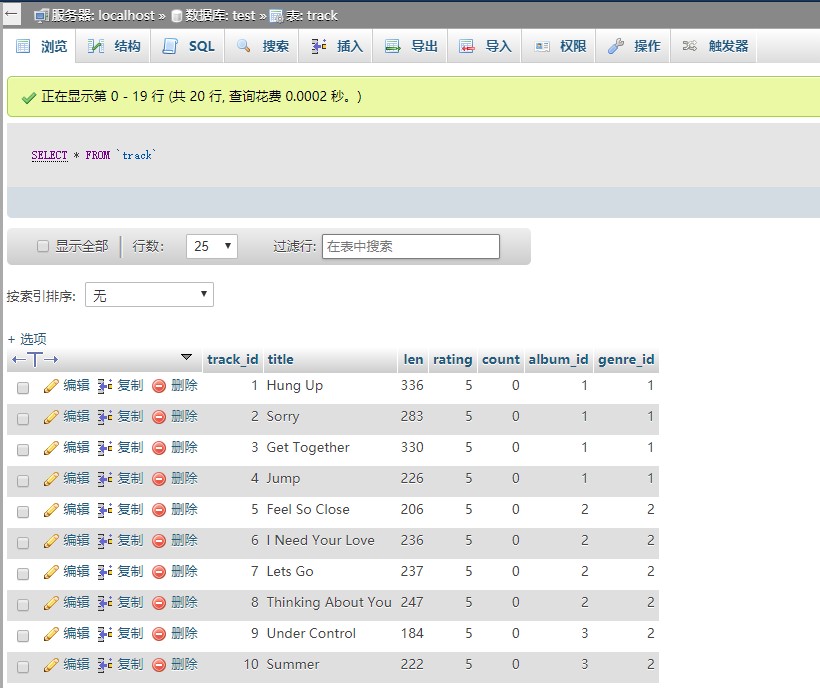 服务器: localhost » 数据库: test » 表: track
浏览 结构 SQL 搜索 插入 导出 导入 权限 操作 触发器
正在显示第 0 - 19 行 (共 20 行, 查询花费 0.0002 秒。)
SELECT * FROM `track`
显示全部 行数: 25 过滤行: 在表中搜索
按索引排序: 无
+ 选项
←T→ track_id title len rating count album_id genre_id
编辑 复制 删除 1 Hung Up 336 5 0 1 1
编辑 复制 删除 2 Sorry 283 5 0 1 1
编辑 复制 删除 3 Get Together 330 5 0 1 1
编辑 复制 删除 4 Jump 226 5 0 1 1
编辑 复制 删除 5 Feel So Close 206 5 0 2 2
编辑 复制 删除 6 I Need Your Love 236 5 0 2 2
编辑 复制 删除 7 Lets Go 237 5 0 2 2
编辑 复制 删除 8 Thinking About You 247 5 0 2 2
编辑 复制 删除 9 Under Control 184 5 0 3 2
编辑 复制 删除 10 Summer 222 5 0 3 2